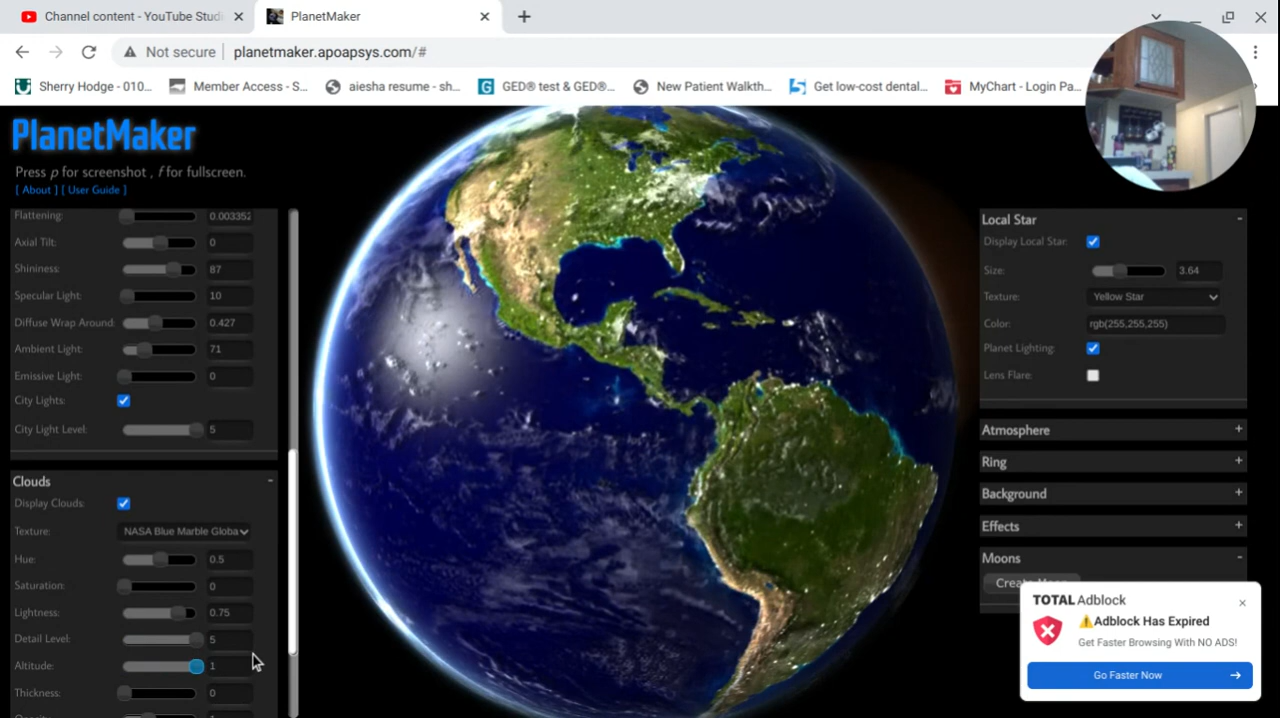 Channel content - YouTube Studi
PlanetMaker
Not secure
planetmaker.apoapsys.com/#
Sherry Hodge - 010...
Member Access - S...
aiesha resume - sh...
GED® test & GED®...
New Patient Walkth...
Get low-cost dental...
MyChart - Login Pa...
PlanetMaker
Press p for screenshot , f for fullscreen.
[ About ] [ User Guide ]
Flattening: 0.003352
Axial Tilt: 0
Shininess: 87
Specular Light: 10
Diffuse Wrap Around: 0.427
Ambient Light: 71
Emissive Light: 0
City Lights:
City Light Level: 5
Clouds -
Display Clouds:
Texture: NASA Blue Marble Globa
Hue: 0.5
Saturation: 0
Lightness: 0.75
Detail Level: 5
Altitude: 1
Thickness: 0
Local Star -
Display Local Star:
Size: 3.64
Texture: Yellow Star
Color: rgb(255,255,255)
Planet Lighting:
Lens Flare:
Atmosphere +
Ring +
Background +
Effects +
Moons -
Create Moon
TOTAL Adblock
Adblock Has Expired
Get Faster Browsing With NO ADS!
Go Faster Now